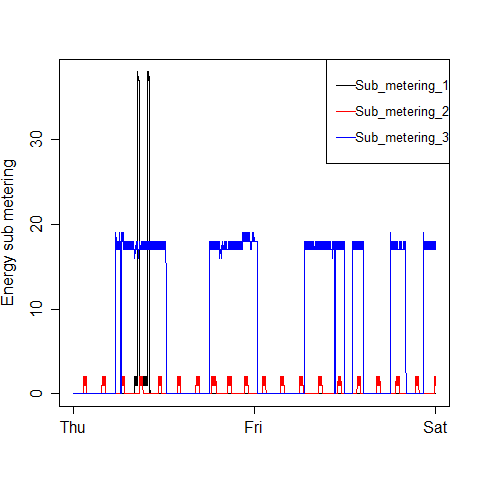 Sub_metering_1
Sub_metering_2
Sub_metering_3
Energy sub metering
30
20
10
0
Thu
Fri
Sat